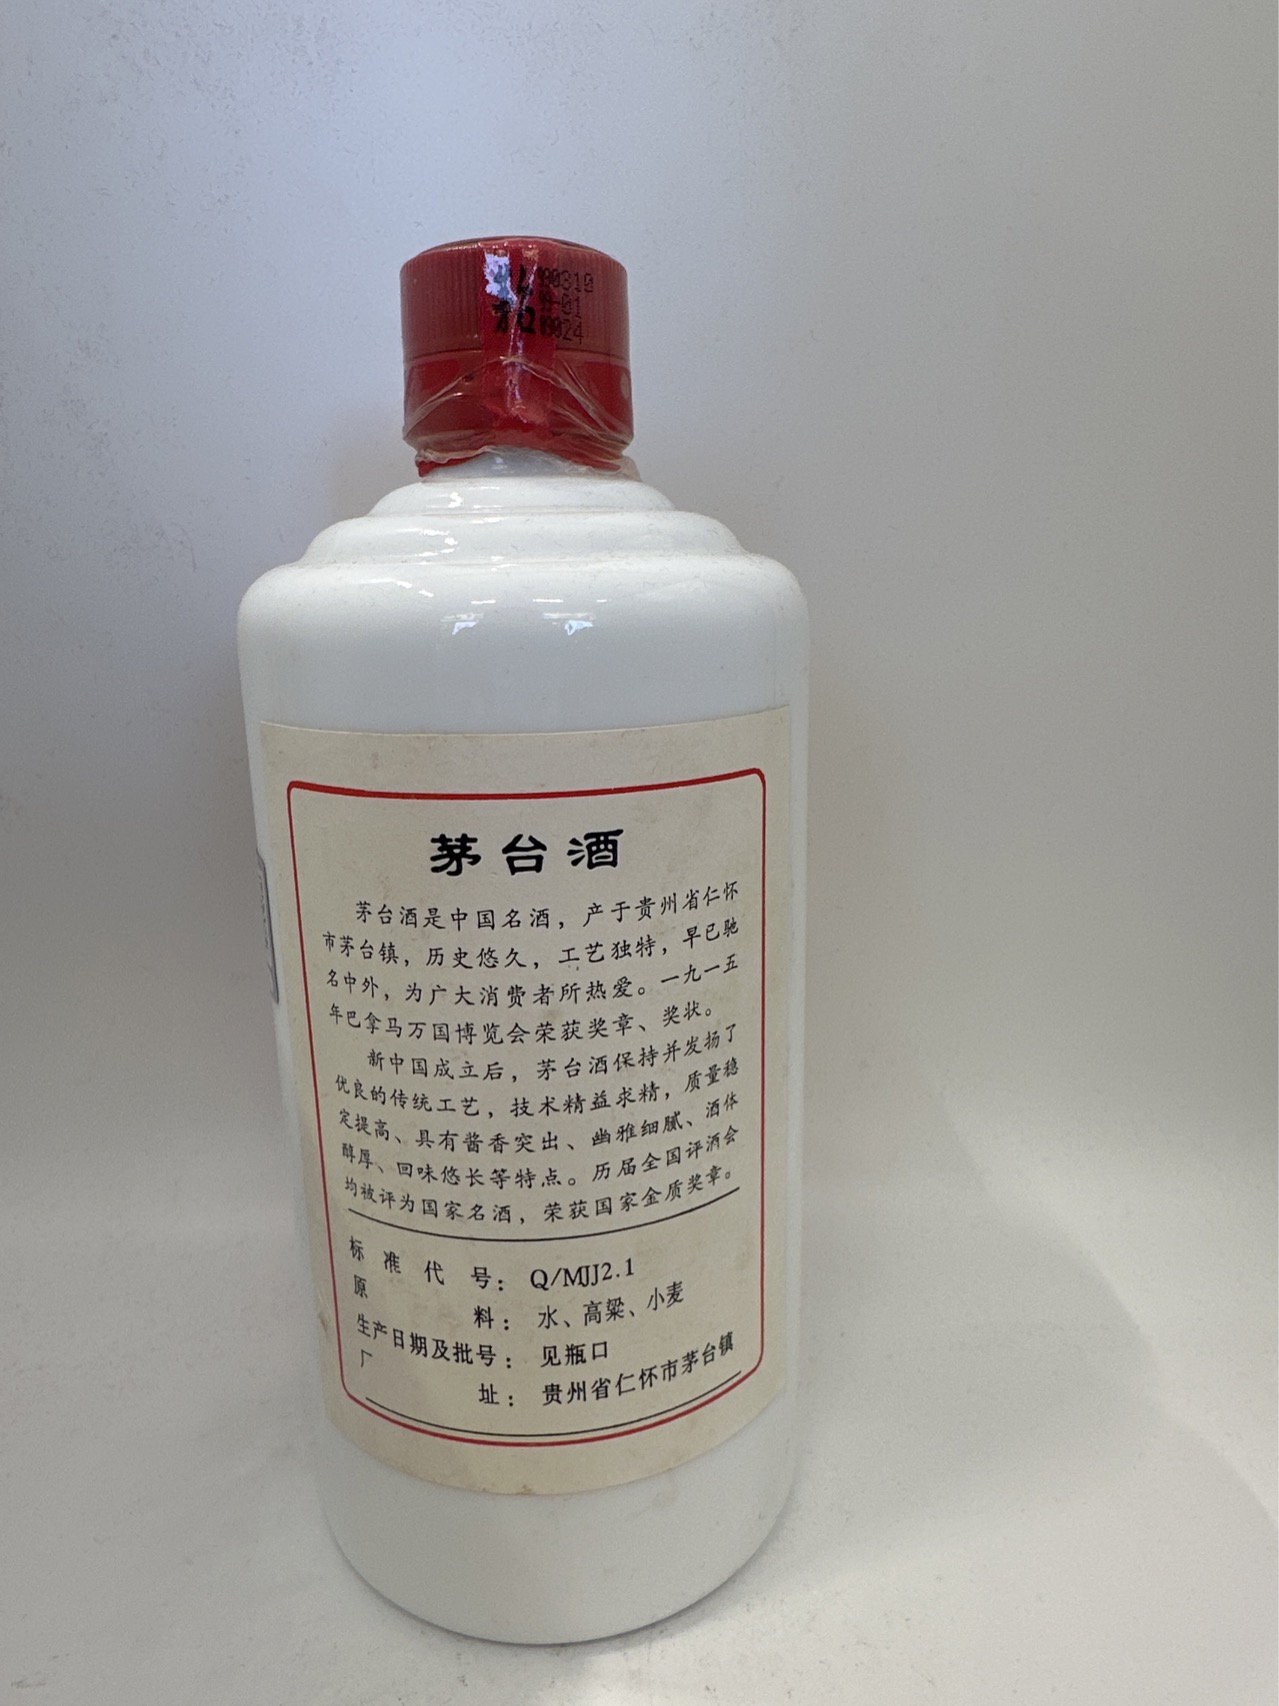 990310
99-01
19024
茅台酒
茅台酒是中国名酒，产于贵州省仁怀
市茅台镇，历史悠久，工艺独特，早已驰
名中外，为广大消费者所热爱。一九一五
年巴拿马万国博览会荣获奖章、奖状。
新中国成立后，茅台酒保持并发扬了
优良的传统工艺，技术精益求精，质量稳
定提高、具有酱香突出、幽雅细腻、酒体
醇厚、回味悠长等特点。历届全国评酒会
均被评为国家名酒，荣获国家金质奖章。
标准代号：Q/MJJ2.1
原料：水、高粱、小麦
生产日期及批号：见瓶口
厂址：贵州省仁怀市茅台镇